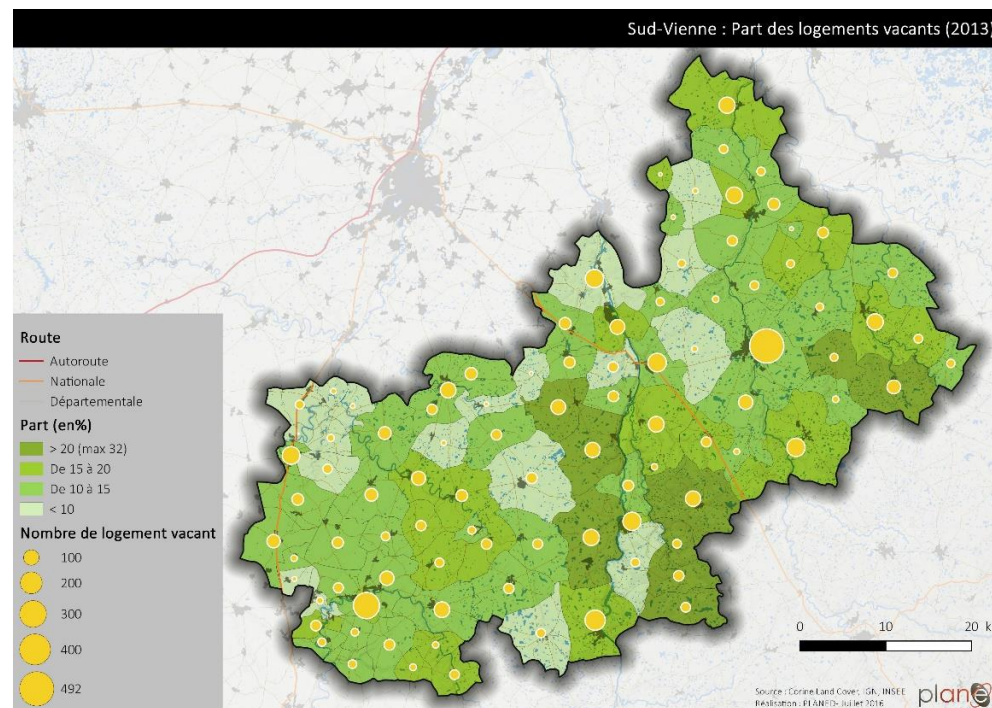 Sud-Vienne : Part des logements vacants (2013)
Route
Autoroute
Nationale
Départementale
Part (en%)
> 20 (max 32)
De 15 à 20
De 10 à 15
< 10
Nombre de logement vacant
100
200
300
400
492
0 10 20 k
Source : Corine Land Cover, IGN, INSEE
Réalisation : PLANED- Juillet 2016
plané